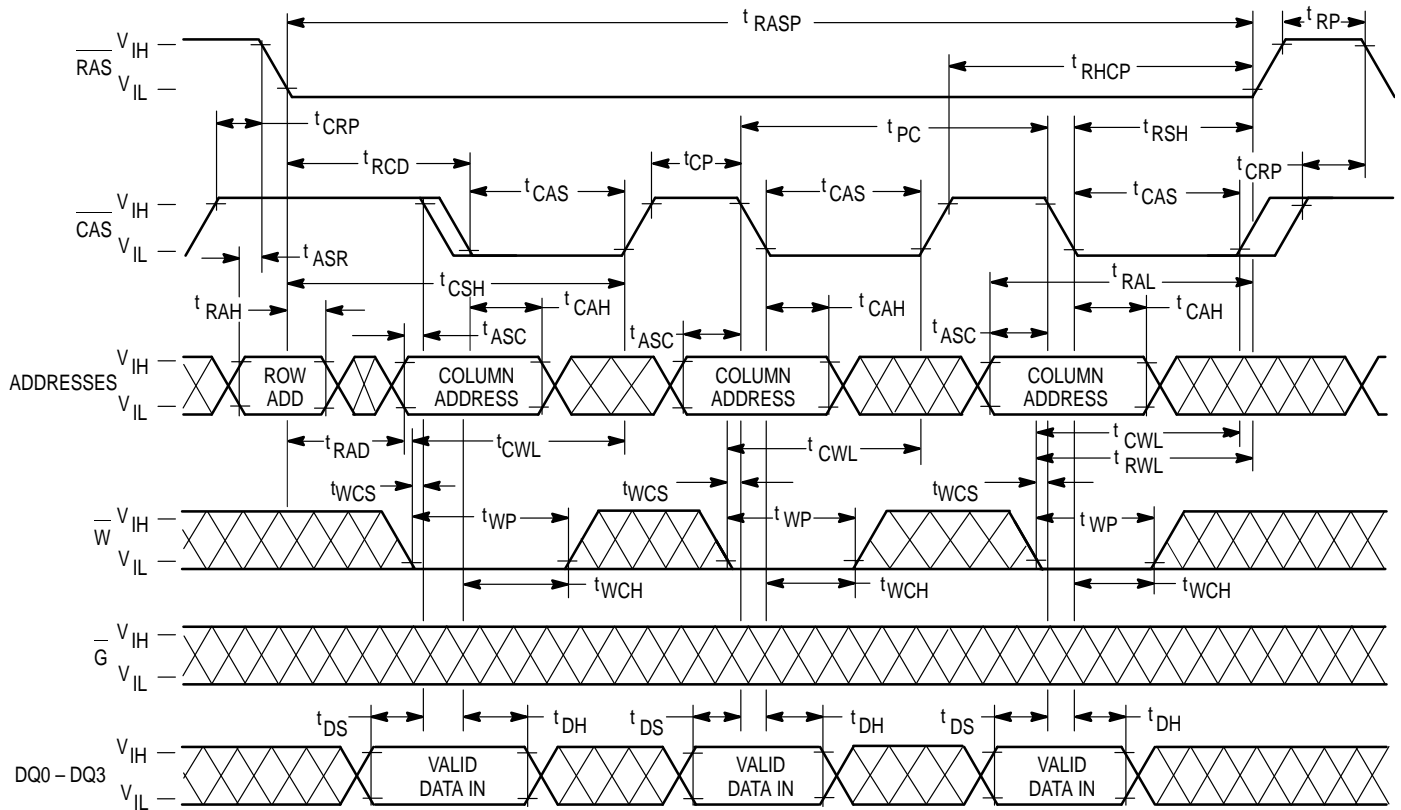 t RASP
t RP
RAS
V IH
V IL
t RHCP
t CRP
t PC
t RSH
t RCD
t CP
t CRP
t CAS
t CAS
t CAS
CAS
V IH
V IL
t ASR
t CSH
t RAL
t RAH
t CAH
t CAH
t CAH
t ASC
t ASC
t ASC
ADDRESSES
V IH
V IL
ROW ADD
COLUMN ADDRESS
COLUMN ADDRESS
COLUMN ADDRESS
t RAD
t CWL
t CWL
t CWL
t RWL
t WCS
t WCS
t WCS
W
V IH
V IL
t WP
t WP
t WP
t WCH
t WCH
t WCH
G
V IH
V IL
t DS
t DH
t DS
t DH
t DS
t DH
DQ0 – DQ3
V IH
V IL
VALID DATA IN
VALID DATA IN
VALID DATA IN